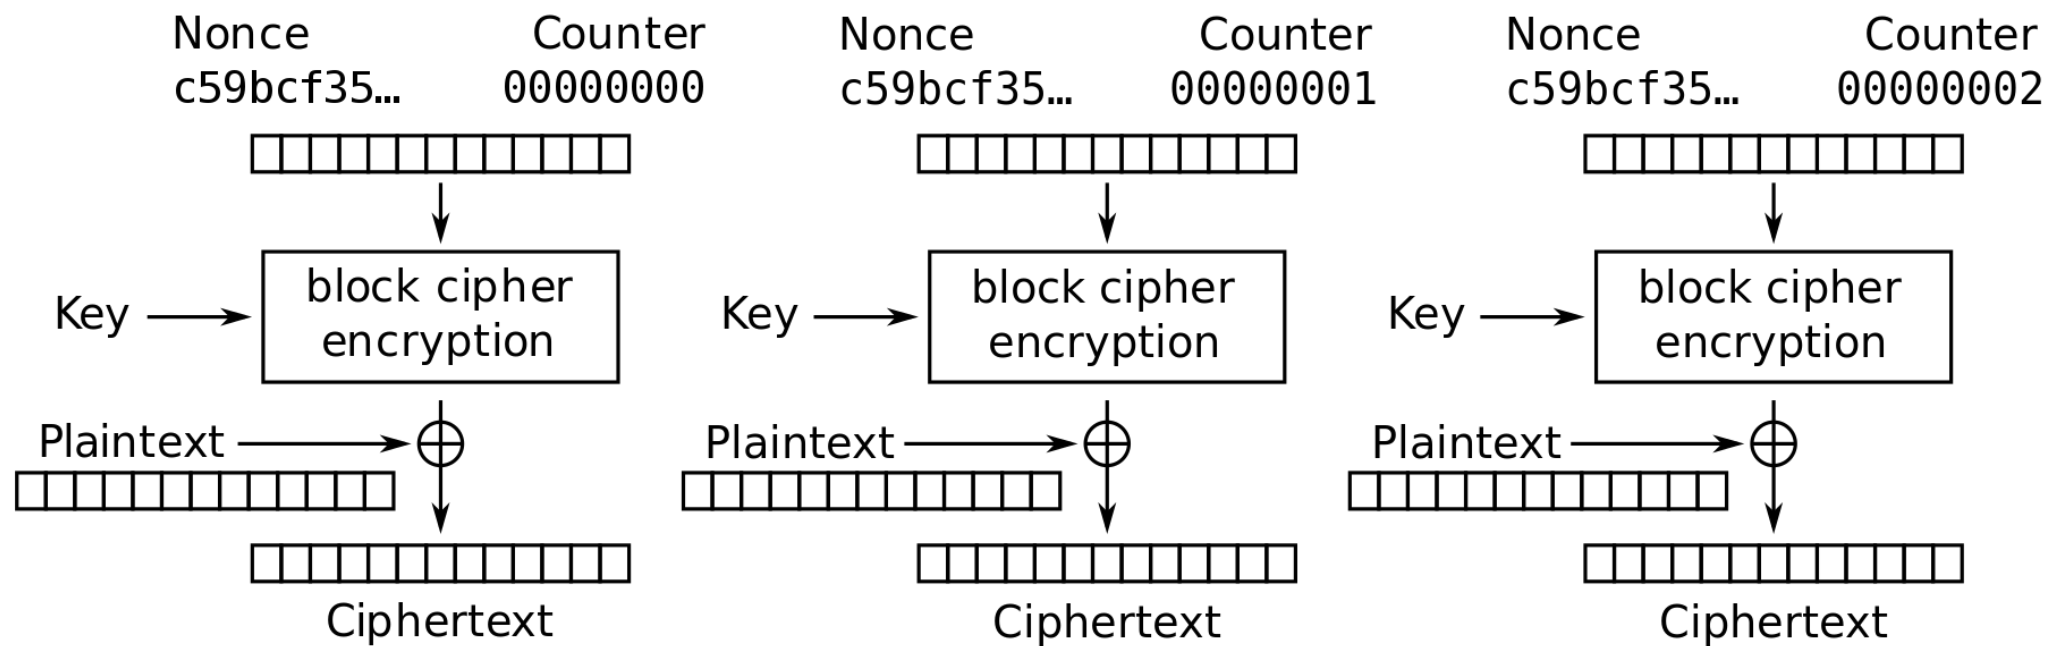 Nonce Counter Nonce Counter Nonce Counter
c59bcf35… 00000000 c59bcf35… 00000001 c59bcf35… 00000002
block cipher block cipher block cipher
Key Key Key
encryption encryption encryption
Plaintext Plaintext Plaintext
Ciphertext Ciphertext Ciphertext